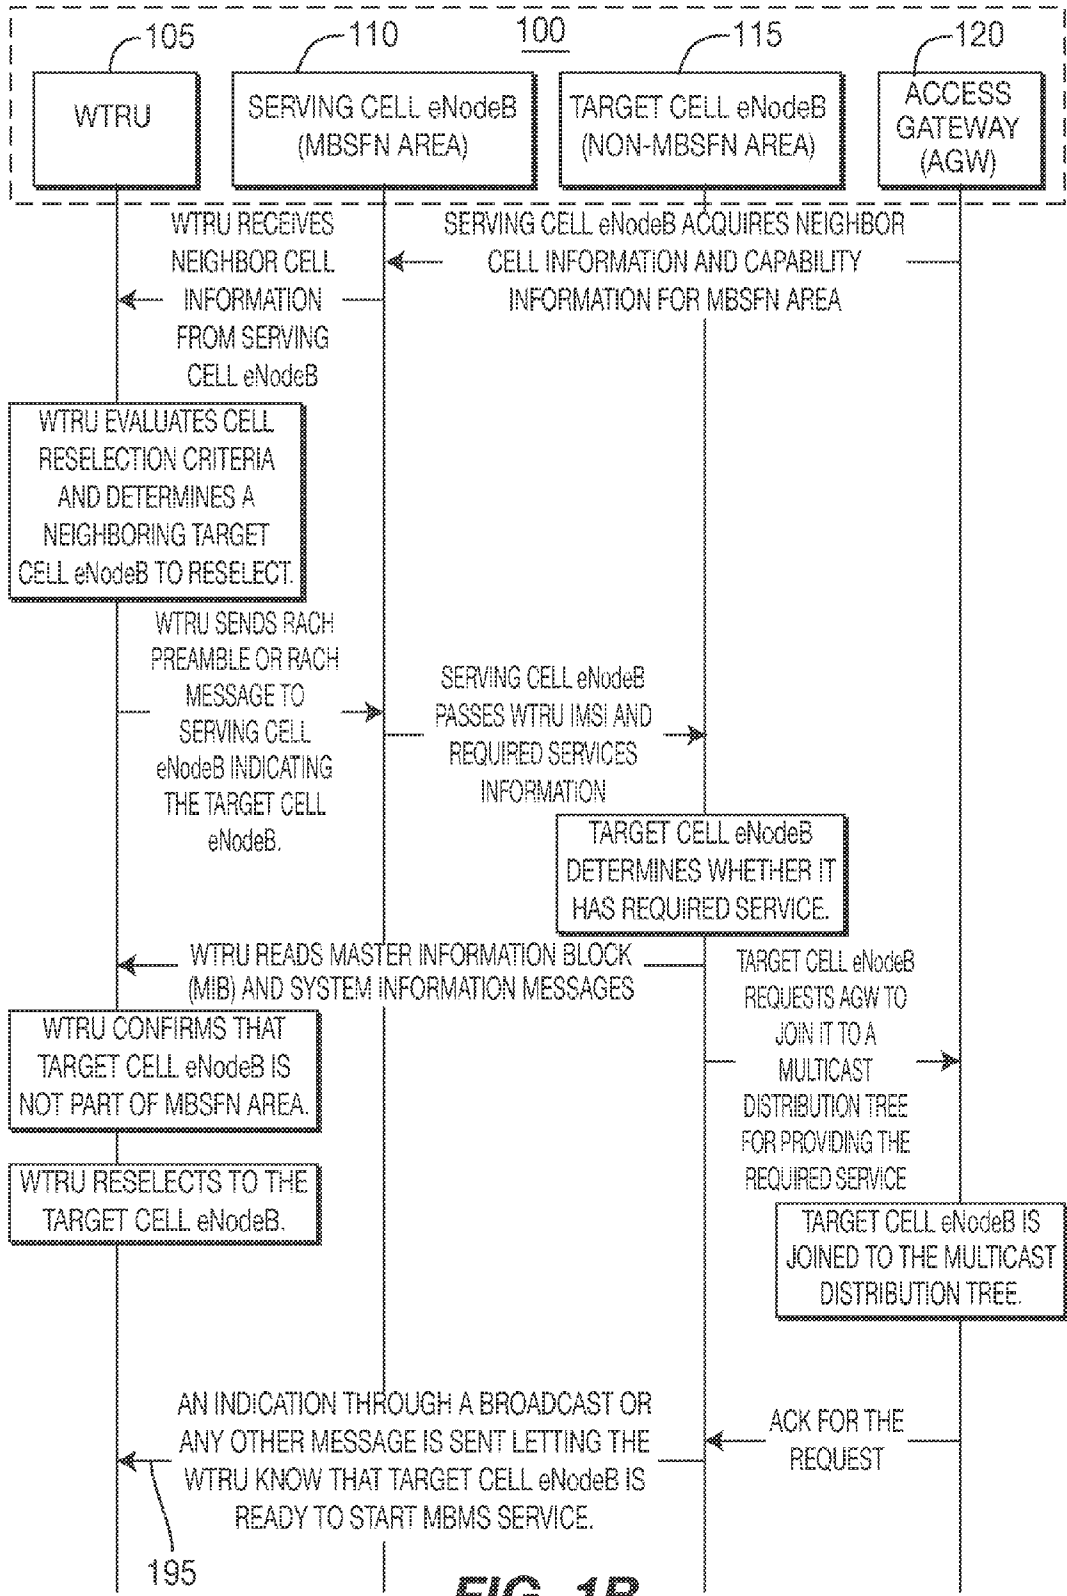 105
110
100
115
120
WTRU
SERVING CELL eNodeB
(MBSFN AREA)
TARGET CELL eNodeB
(NON-MBSFN AREA)
ACCESS
GATEWAY
(AGW)
WTRU RECEIVES
NEIGHBOR CELL
INFORMATION
FROM SERVING
CELL eNodeB
SERVING CELL eNodeB ACQUIRES NEIGHBOR
CELL INFORMATION AND CAPABILITY
INFORMATION FOR MBSFN AREA
WTRU EVALUATES CELL
RESELECTION CRITERIA
AND DETERMINES A
NEIGHBORING TARGET
CELL eNodeB TO RESELECT.
WTRU SENDS RACH
PREAMBLE OR RACH
MESSAGE TO
SERVING CELL
eNodeB INDICATING
THE TARGET CELL
eNodeB.
SERVING CELL eNodeB
PASSES WTRU IMSI AND
REQUIRED SERVICES
INFORMATION
TARGET CELL eNodeB
DETERMINES WHETHER IT
HAS REQUIRED SERVICE.
WTRU READS MASTER INFORMATION BLOCK
(MIB) AND SYSTEM INFORMATION MESSAGES
TARGET CELL eNodeB
REQUESTS AGW TO
JOIN IT TO A
MULTICAST
DISTRIBUTION TREE
FOR PROVIDING THE
REQUIRED SERVICE
WTRU CONFIRMS THAT
TARGET CELL eNodeB IS
NOT PART OF MBSFN AREA.
WTRU RESELECTS TO THE
TARGET CELL eNodeB.
TARGET CELL eNodeB IS
JOINED TO THE MULTICAST
DISTRIBUTION TREE.
AN INDICATION THROUGH A BROADCAST OR
ANY OTHER MESSAGE IS SENT LETTING THE
WTRU KNOW THAT TARGET CELL eNodeB IS
READY TO START MBMS SERVICE.
ACK FOR THE
REQUEST
195
FIG. 1B